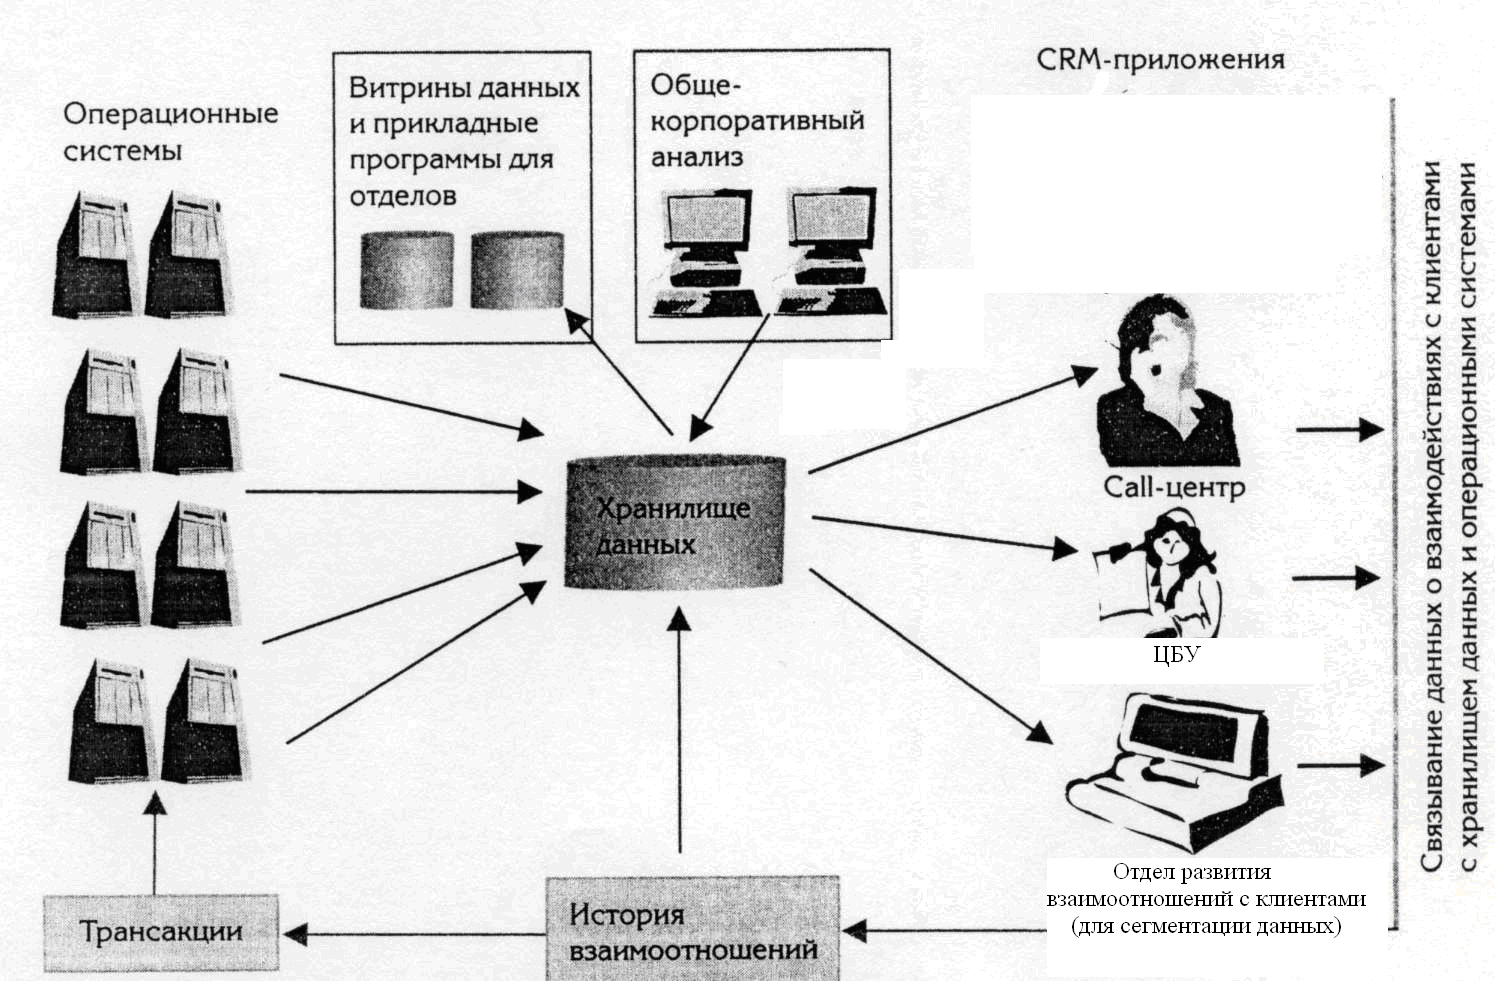 CRM-приложения
Операционные
системы
Витрины данных
и прикладные
программы для
отделов
Обще-
корпоративный
анализ
Хранилище
данных
Call-центр
ЦБУ
Отдел развития
взаимоотношений с клиентами
(для сегментации данных)
Связывание данных о взаимодействиях с клиентами
с хранилищем данных и операционными системами
Трансакции
История
взаимоотношений